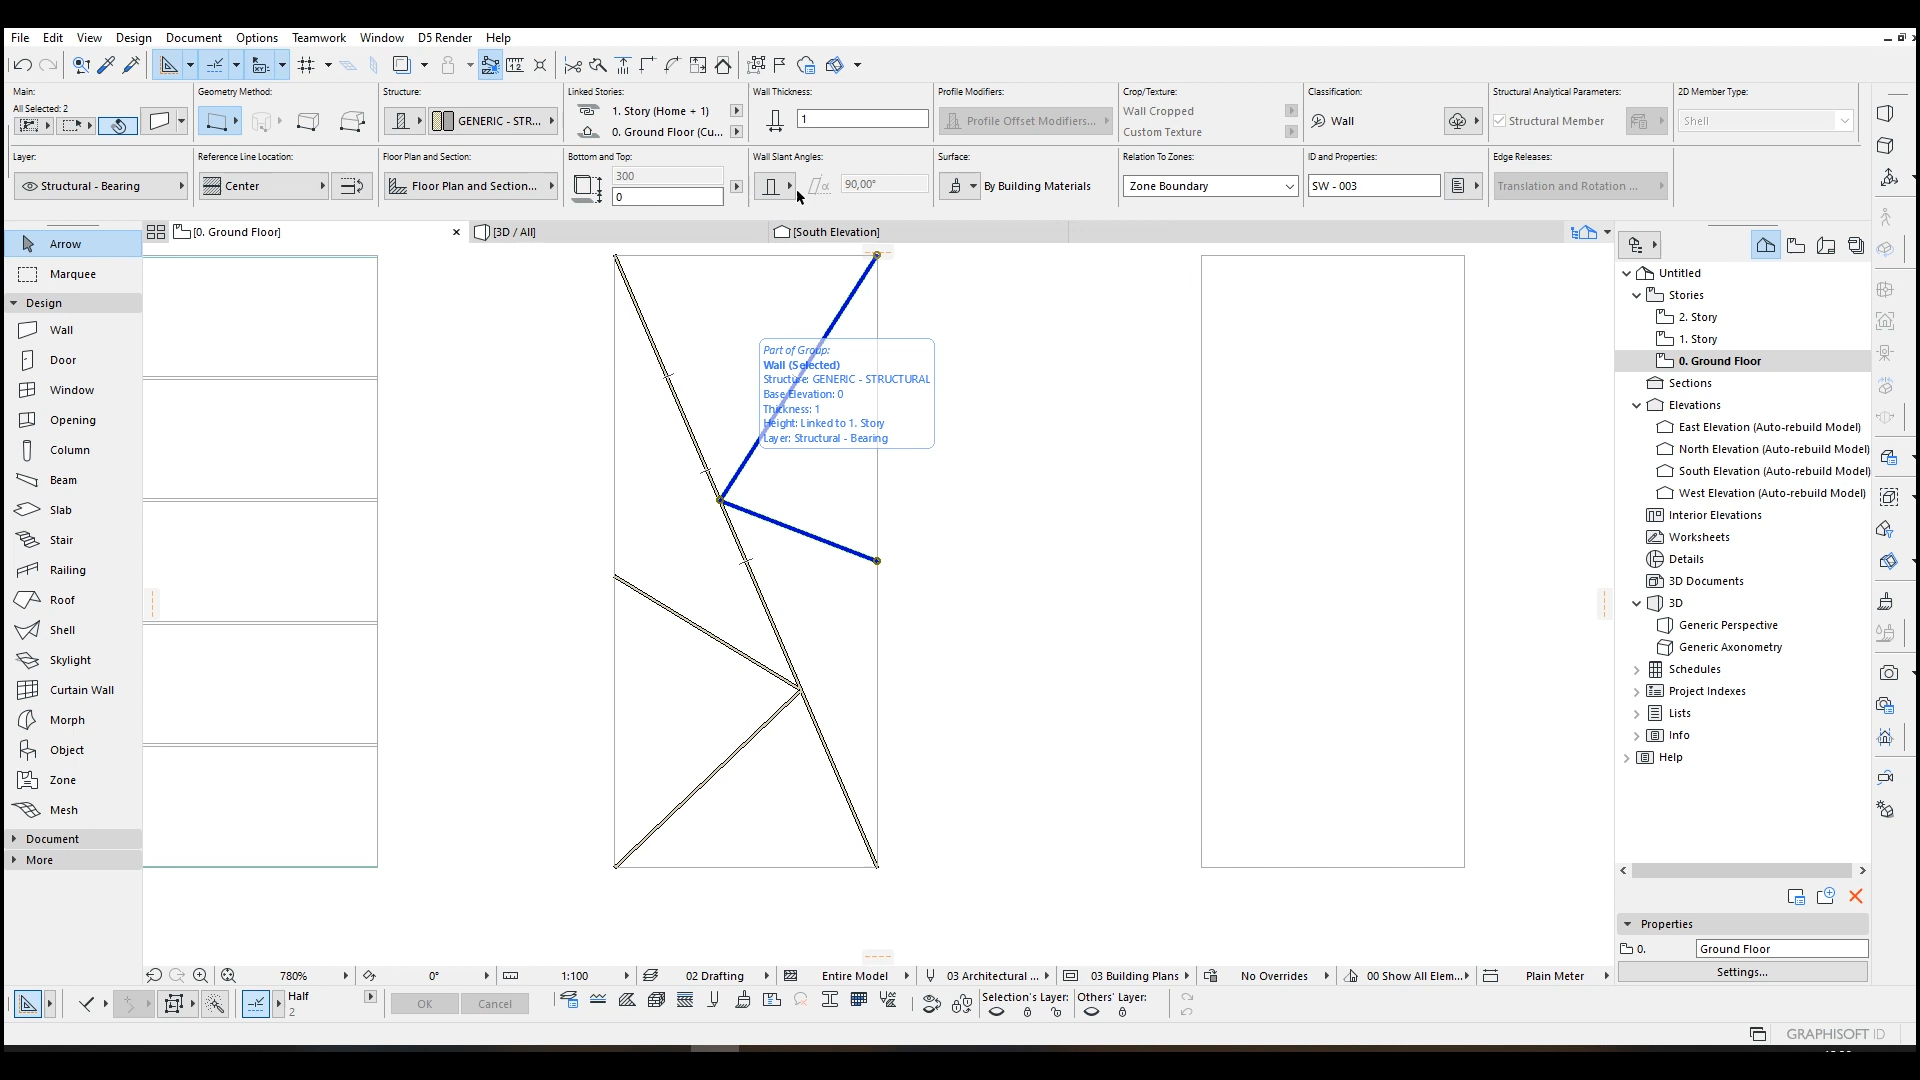 File Edit View Design Document Options Teamwork Window D5 Render Help
Main:
All Selected: 2
Geometry Method:
Structure:
GENERIC - STR...
Linked Stories:
1. Story (Home + 1)
0. Ground Floor (Cu...
Wall Thickness:
1
Profile Modifiers:
Profile Offset Modifiers...
Crop/Texture:
Wall Cropped
Custom Texture
Classification:
Wall
Structural Analytical Parameters:
Structural Member
2D Member Type:
Shell
Layer:
Structural - Bearing
Reference Line Location:
Center
Floor Plan and Section:
Floor Plan and Section...
Bottom and Top:
300
0
Wall Slant Angles:
90,00°
Surface:
By Building Materials
Relation To Zones:
Zone Boundary
ID and Properties:
SW - 003
Edge Releases:
Translation and Rotation ...
[0. Ground Floor]
[3D / All]
[South Elevation]
Arrow
Marquee
Design
Wall
Door
Window
Opening
Column
Beam
Slab
Stair
Railing
Roof
Shell
Skylight
Curtain Wall
Morph
Object
Zone
Mesh
Document
More
Part of Group:
Wall (Selected)
Structure: GENERIC - STRUCTURAL
Base Elevation: 0
Thickness: 1
Height: Linked to 1. Story
Layer: Structural - Bearing
Untitled
Stories
2. Story
1. Story
0. Ground Floor
Sections
Elevations
East Elevation (Auto-rebuild Model)
North Elevation (Auto-rebuild Model)
South Elevation (Auto-rebuild Model)
West Elevation (Auto-rebuild Model)
Interior Elevations
Worksheets
Details
3D Documents
3D
Generic Perspective
Generic Axonometry
Schedules
Project Indexes
Lists
Info
Help
Properties
0.
Ground Floor
Settings...
780%
0°
1:100
02 Drafting
Entire Model
03 Architectural ...
03 Building Plans
No Overrides
00 Show All Elem...
Plain Meter
Half
2
OK
Cancel
Selection's Layer:
Others' Layer:
GRAPHISOFT ID